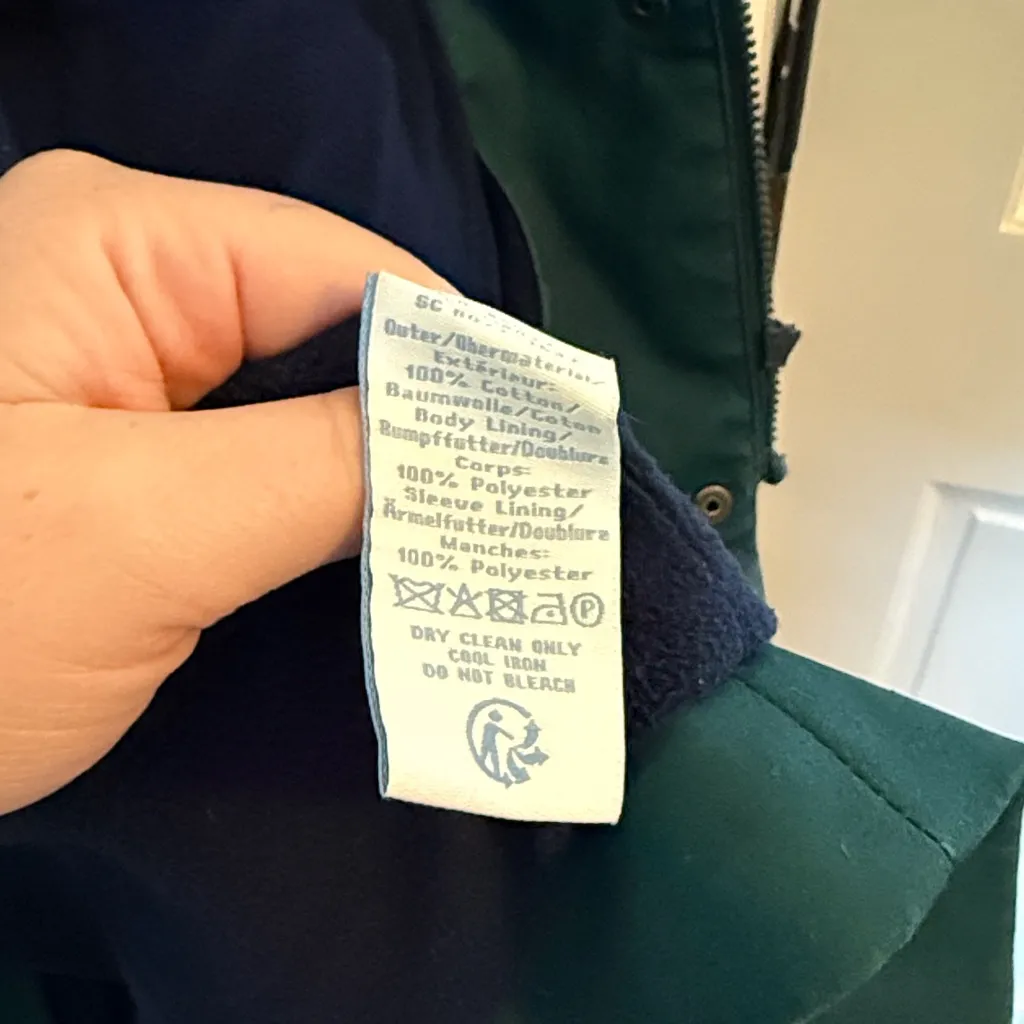 SC
Outer/Obermaterial/
Extérieur:
100% Cotton/
Baumwolle/Coton
Body Lining/
Rumpffutter/Doublure
Corps:
100% Polyester
Sleeve Lining/
Ärmelfutter/Doublure
Manches:
100% Polyester
P
DRY CLEAN ONLY
COOL IRON
DO NOT BLEACH